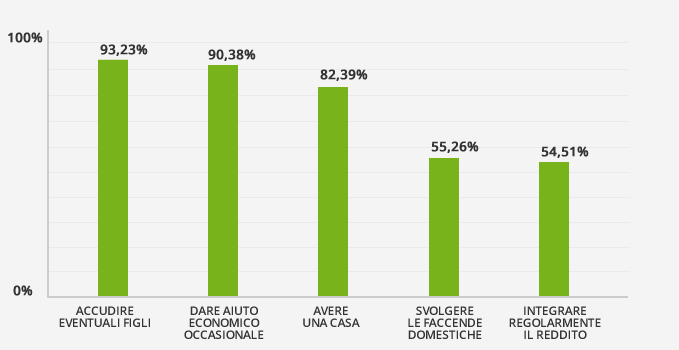 100%
93,23%
90,38%
82,39%
55,26%
54,51%
0%
ACCUDIRE
EVENTUALI FIGLI
DARE AIUTO
ECONOMICO
OCCASIONALE
AVERE
UNA CASA
SVOLGERE
LE FACCENDE
DOMESTICHE
INTEGRARE
REGOLARMENTE
IL REDDITO